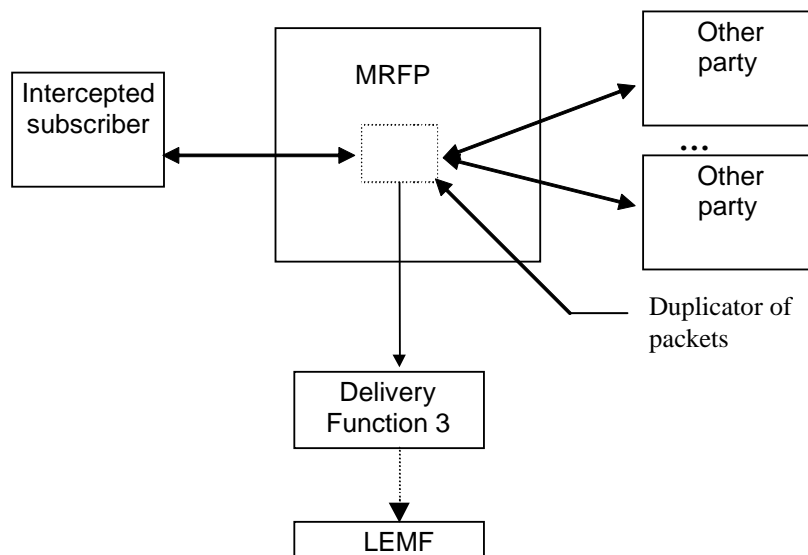 Intercepted
subscriber
MRFP
Other
party
...
Other
party
Duplicator of
packets
Delivery
Function 3
LEMF